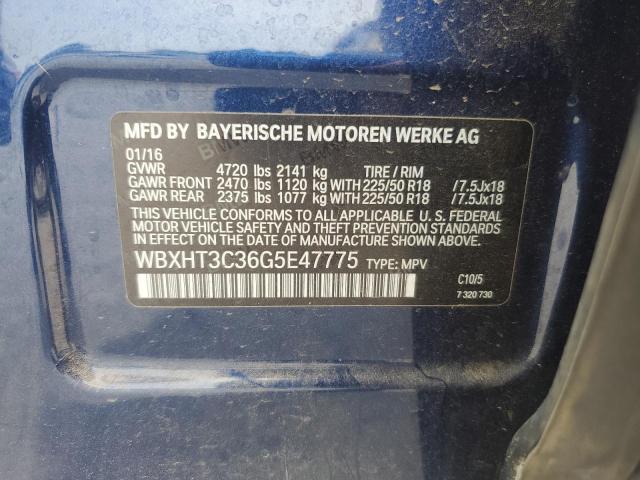 MFD BY BAYERISCHE MOTOREN WERKE AG
01/16
GVWR 4720 lbs 2141 kg TIRE / RIM
GAWR FRONT 2470 lbs 1120 kg WITH 225/50 R18 /7.5Jx18
GAWR REAR 2375 lbs 1077 kg WITH 225/50 R18 /7.5Jx18
THIS VEHICLE CONFORMS TO ALL APPLICABLE U. S. FEDERAL
MOTOR VEHICLE SAFETY AND THEFT PREVENTION STANDARDS IN
EFFECT ON THE DATE OF MANUFACTURE SHOWN ABOVE.
WBXHT3C36G5E47775 TYPE: MPV
C10/5
7 320 730